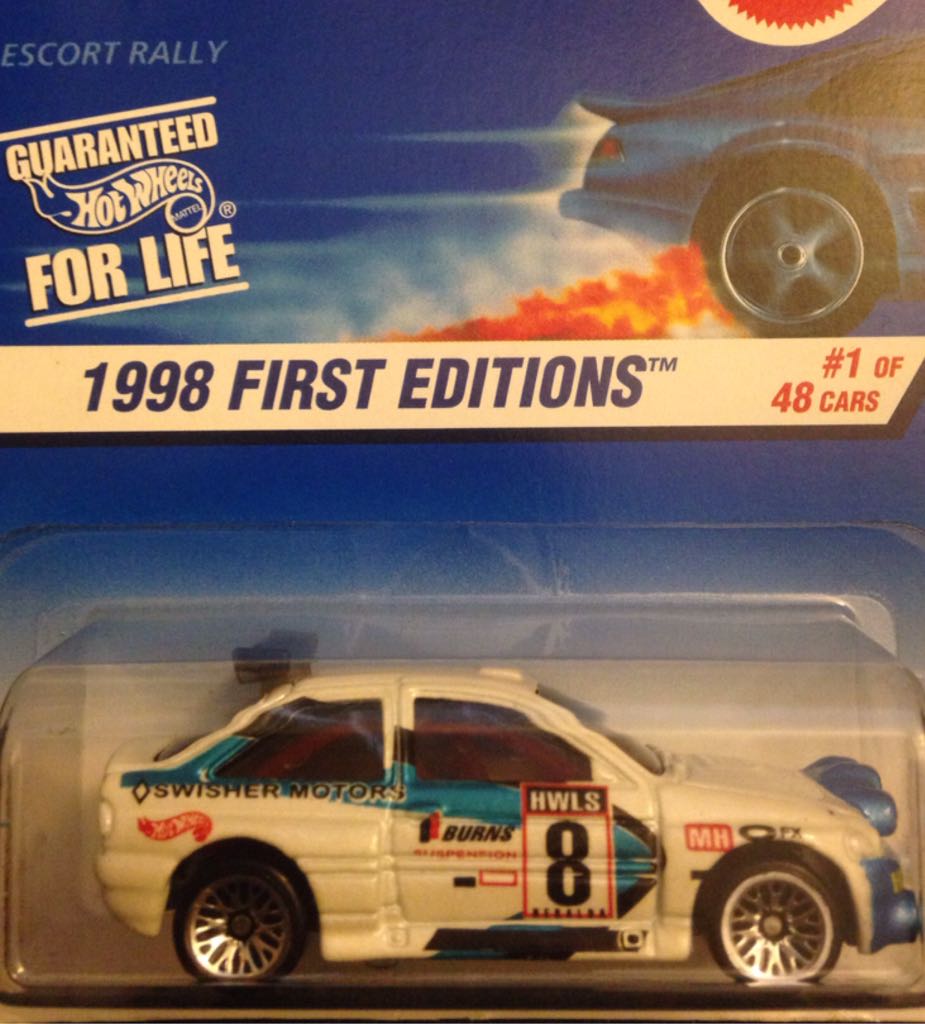 ESCORT RALLY
GUARANTEED
Hot Wheels
MATTEL
®
FOR LIFE
1998 FIRST EDITIONS™
#1 OF
48 CARS
SWISHER MOTORS
Hot Wheels
HWLS
8
BURNS
SUSPENSION
MH
FX